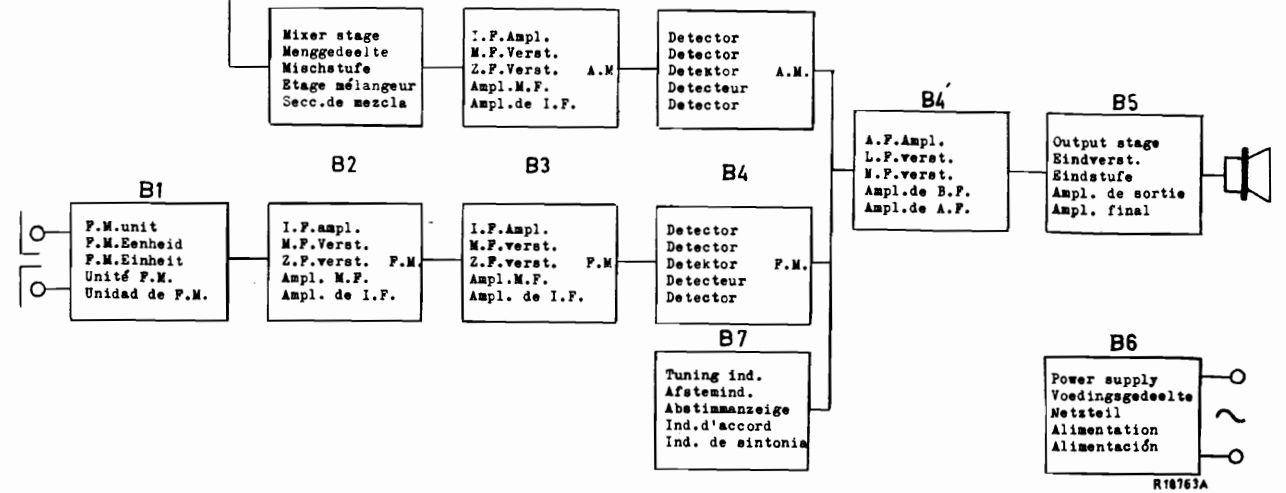 Mixer stage
Menggedeelte
Mischstufe
Etage mélangeur
Secc.de mezcla
I.F.Ampl.
M.F.Verst.
Z.F.Verst. A.M
Ampl.M.F.
Ampl.de I.F.
Detector
Detector
Detektor A.M.
Detecteur
Detector
B4'
A.F.Ampl.
L.F.verst.
N.F.verst.
Ampl.de B.F.
Ampl.de A.F.
B5
Output stage
Eindverst.
Eindstufe
Ampl. de sortie
Ampl. final
B1
F.M.unit
F.M.Eenheid
F.M.Einheit
Unité F.M.
Unidad de F.M.
B2
I.F.ampl.
M.F.Verst.
Z.F.verst. F.M.
Ampl. M.F.
Ampl. de I.F.
B3
I.F.Ampl.
M.F.verst.
Z.F.verst. F.M
Ampl.M.F.
Ampl. de I.F.
B4
Detector
Detector
Detektor F.M.
Detecteur
Detector
B7
Tuning ind.
Afstemind.
Abstimmanzeige
Ind.d'accord
Ind. de sintonia
B6
Power supply
Voedingsgedeelte
Netzteil
Alimentation
Alimentación
R18763A